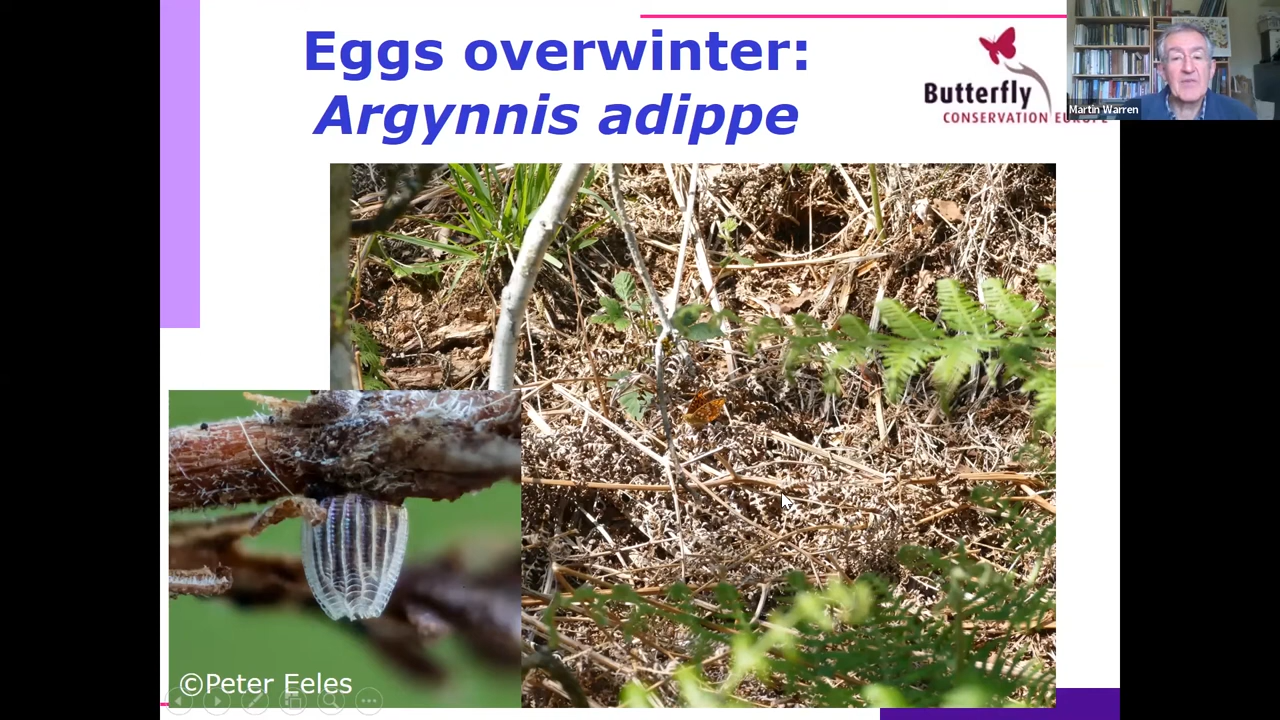 Eggs overwinter:
Argynnis adippe
Butterfly
CONSERVATION EUROPE
Martin Warren
©Peter Eeles